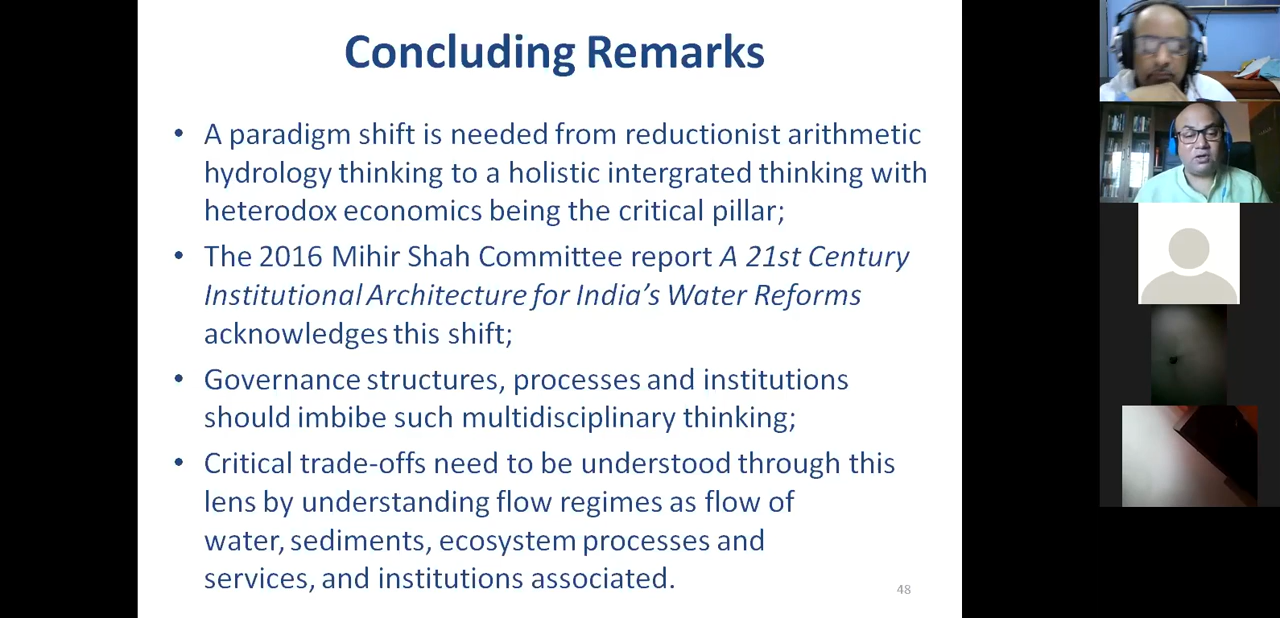 Concluding Remarks
• A paradigm shift is needed from reductionist arithmetic
hydrology thinking to a holistic intergrated thinking with
heterodox economics being the critical pillar;
• The 2016 Mihir Shah Committee report A 21st Century
Institutional Architecture for India's Water Reforms
acknowledges this shift;
• Governance structures, processes and institutions
should imbibe such multidisciplinary thinking;
• Critical trade-offs need to be understood through this
lens by understanding flow regimes as flow of
water, sediments, ecosystem processes and
services, and institutions associated.
48